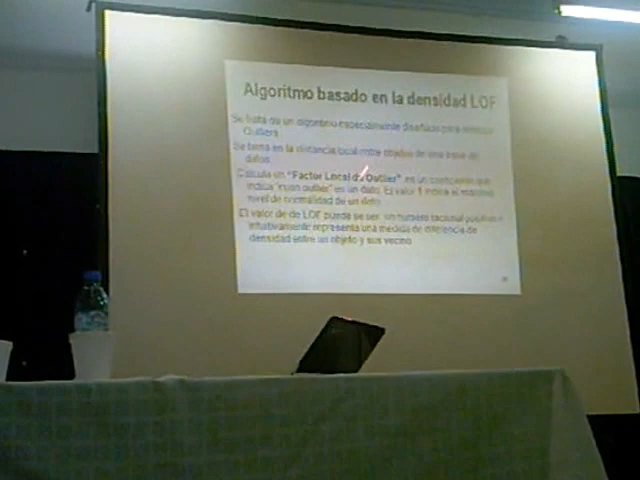 Algoritmo basado en la densidad LOF
Se trata de un algoritmo especialmente diseñado para
Outliers
Se basa en la distancia local entre objetos de una base de
datos.
Calcula un "Factor Local de Outlier" es un coeficiente que
indica "cuan outlier" es un dato. El valor 1 indica el máximo
nivel de normalidad de un dato
El valor de de LOF puede se ser un numero racional
intuitivamente representa una medida de diferencia de
densidad entre un objeto y sus vecino